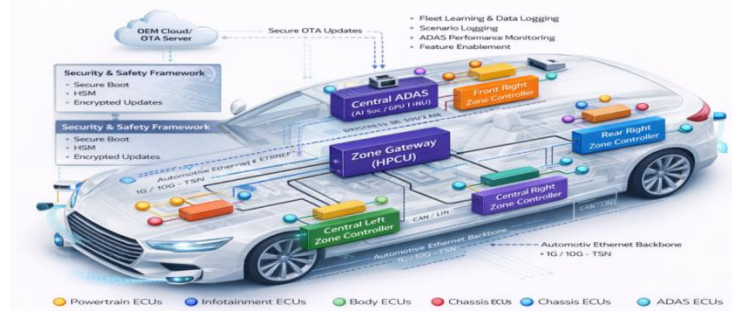 OEM Cloud/
OTA Server
Secure OTA Updates
• Fleet Learning & Data Logging
• Scenario Logging
• ADAS Performance Monitoring
• Feature Enablement
Security & Safety Framework
• Secure Boot
• HSM
• Encrypted Updates
Security & Safety Framework
• Secure Boot
• HSM
• Encrypted Updates
Central ADAS
Front Right
Zone Controller
Rear Right
Zone Controller
Zone Gateway
(HPCU)
Automotive Ethernet
1G / 10G - TSN
Central Right
Zone Controller
Central Left
Zone Controller
CAN / LIN
Automotive Ethernet Backbone
1G / 10G - TSN
Automotiv Ethernet Backbone
• 1G / 10G - TSN
Powertrain ECUs
Infotainment ECUs
Body ECUs
Chassis ECUs
Chassis ECUs
ADAS ECUs